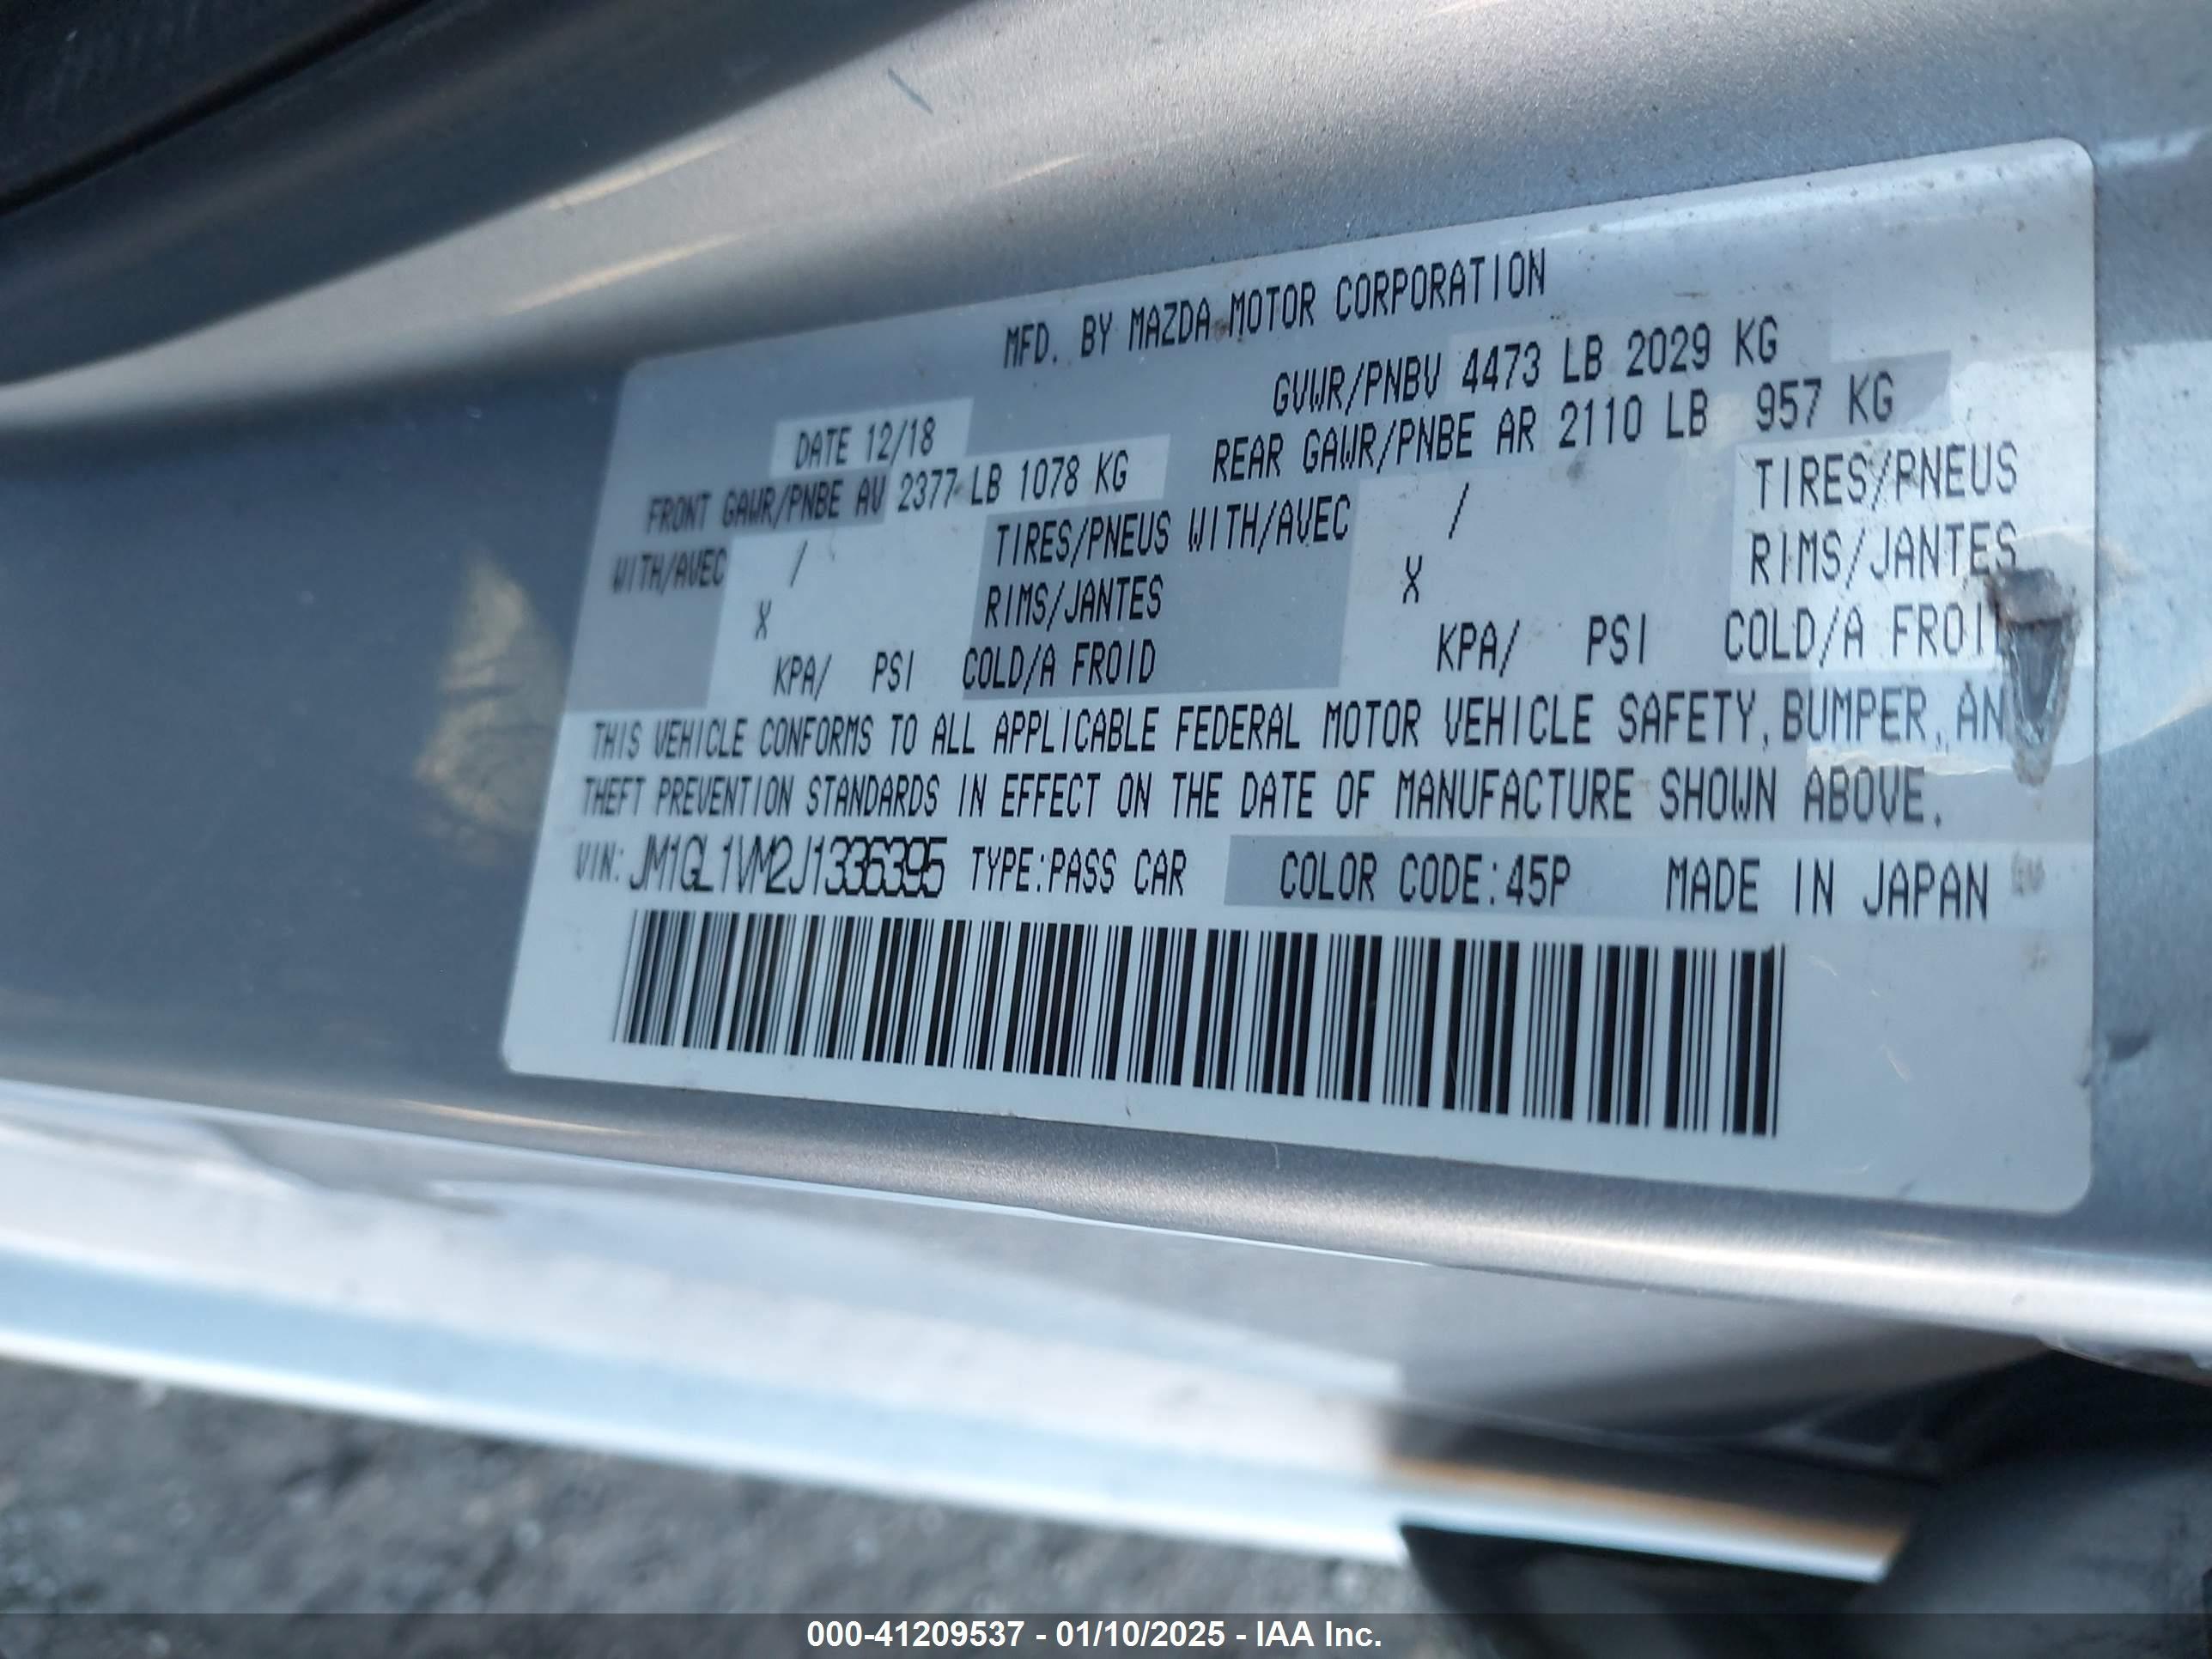 MFD. BY MAZDA MOTOR CORPORATION
DATE 12/18 GVWR/PNBV 4473 LB 2029 KG
FRONT GAWR/PNBE AV 2377 LB 1078 KG REAR GAWR/PNBE AR 2110 LB 957 KG
WITH/AVEC / TIRES/PNEUS WITH/AVEC / TIRES/PNEUS
X RIMS/JANTES X RIMS/JANTES
KPA/ PSI COLD/A FROID KPA/ PSI COLD/A FROI
THIS VEHICLE CONFORMS TO ALL APPLICABLE FEDERAL MOTOR VEHICLE SAFETY, BUMPER, AN
THEFT PREVENTION STANDARDS IN EFFECT ON THE DATE OF MANUFACTURE SHOWN ABOVE.
VIN: JM1GL1VM2J1336395 TYPE:PASS CAR COLOR CODE:45P MADE IN JAPAN
000-41209537 - 01/10/2025 - IAA Inc.